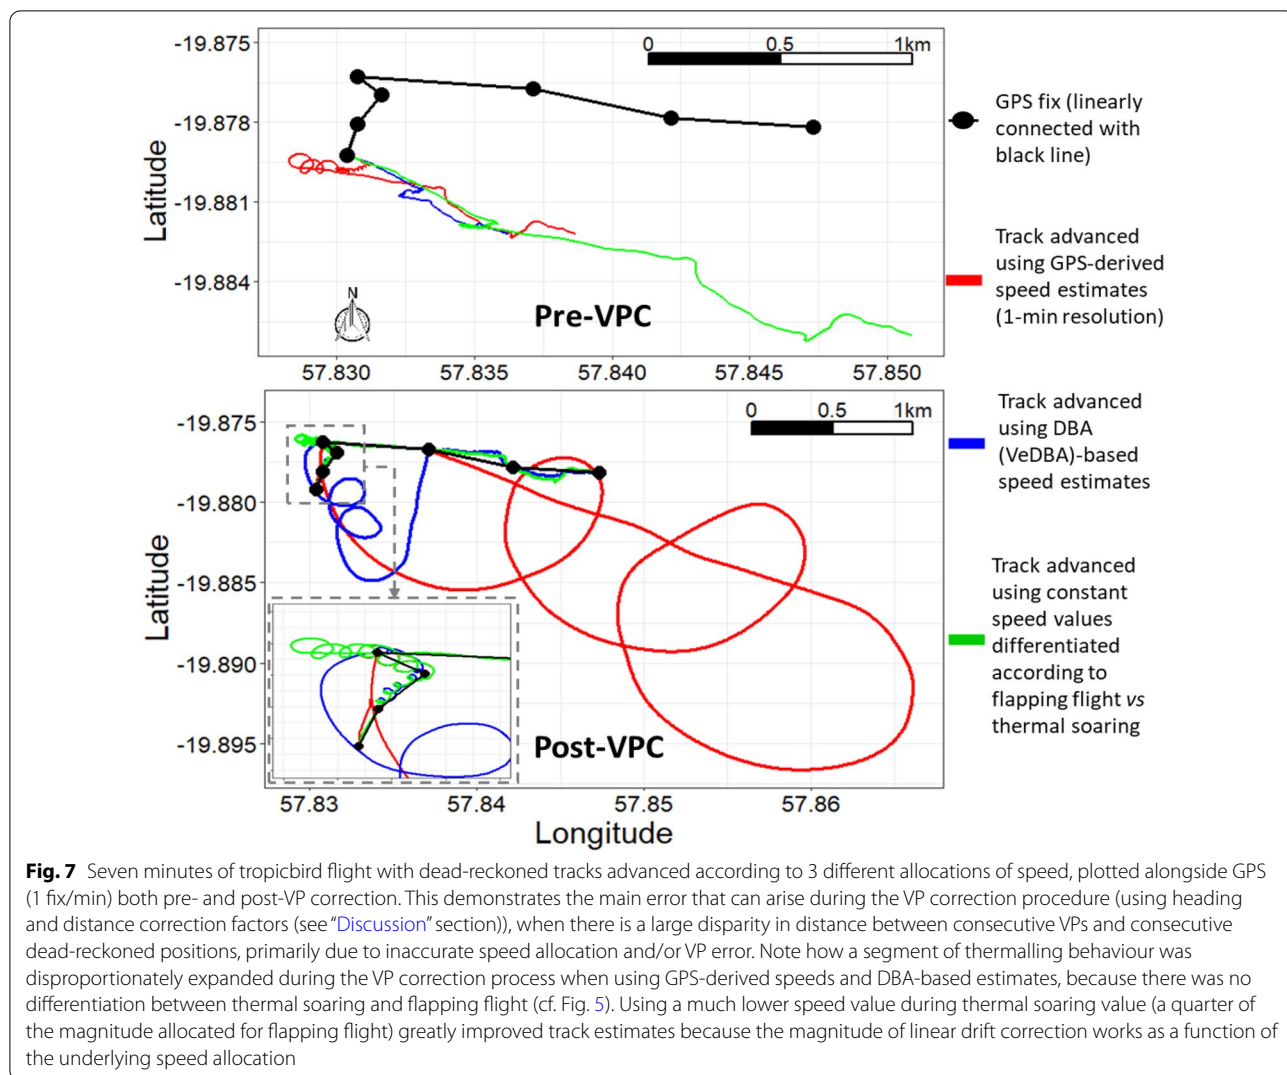 -19.875
-19.878
-19.881
-19.884
Latitude
0 0.5 1km
N
Pre-VPC
57.830 57.835 57.840 57.845 57.850
GPS fix (linearly
connected with
black line)
Track advanced
using GPS-derived
speed estimates
(1-min resolution)
Track advanced
using DBA
(VeDBA)-based
speed estimates
Track advanced
using constant
speed values
differentiated
according to
flapping flight vs
thermal soaring
-19.875
-19.880
-19.885
-19.890
-19.895
Latitude
0 0.5 1km
Post-VPC
57.83 57.84 57.85 57.86
Longitude
Fig. 7 Seven minutes of tropicbird flight with dead-reckoned tracks advanced according to 3 different allocations of speed, plotted alongside GPS
(1 fix/min) both pre- and post-VP correction. This demonstrates the main error that can arise during the VP correction procedure (using heading
and distance correction factors (see “Discussion” section)), when there is a large disparity in distance between consecutive VPs and consecutive
dead-reckoned positions, primarily due to inaccurate speed allocation and/or VP error. Note how a segment of thermalling behaviour was
disproportionately expanded during the VP correction process when using GPS-derived speeds and DBA-based estimates, because there was no
differentiation between thermal soaring and flapping flight (cf. Fig. 5). Using a much lower speed value during thermal soaring value (a quarter of
the magnitude allocated for flapping flight) greatly improved track estimates because the magnitude of linear drift correction works as a function of
the underlying speed allocation